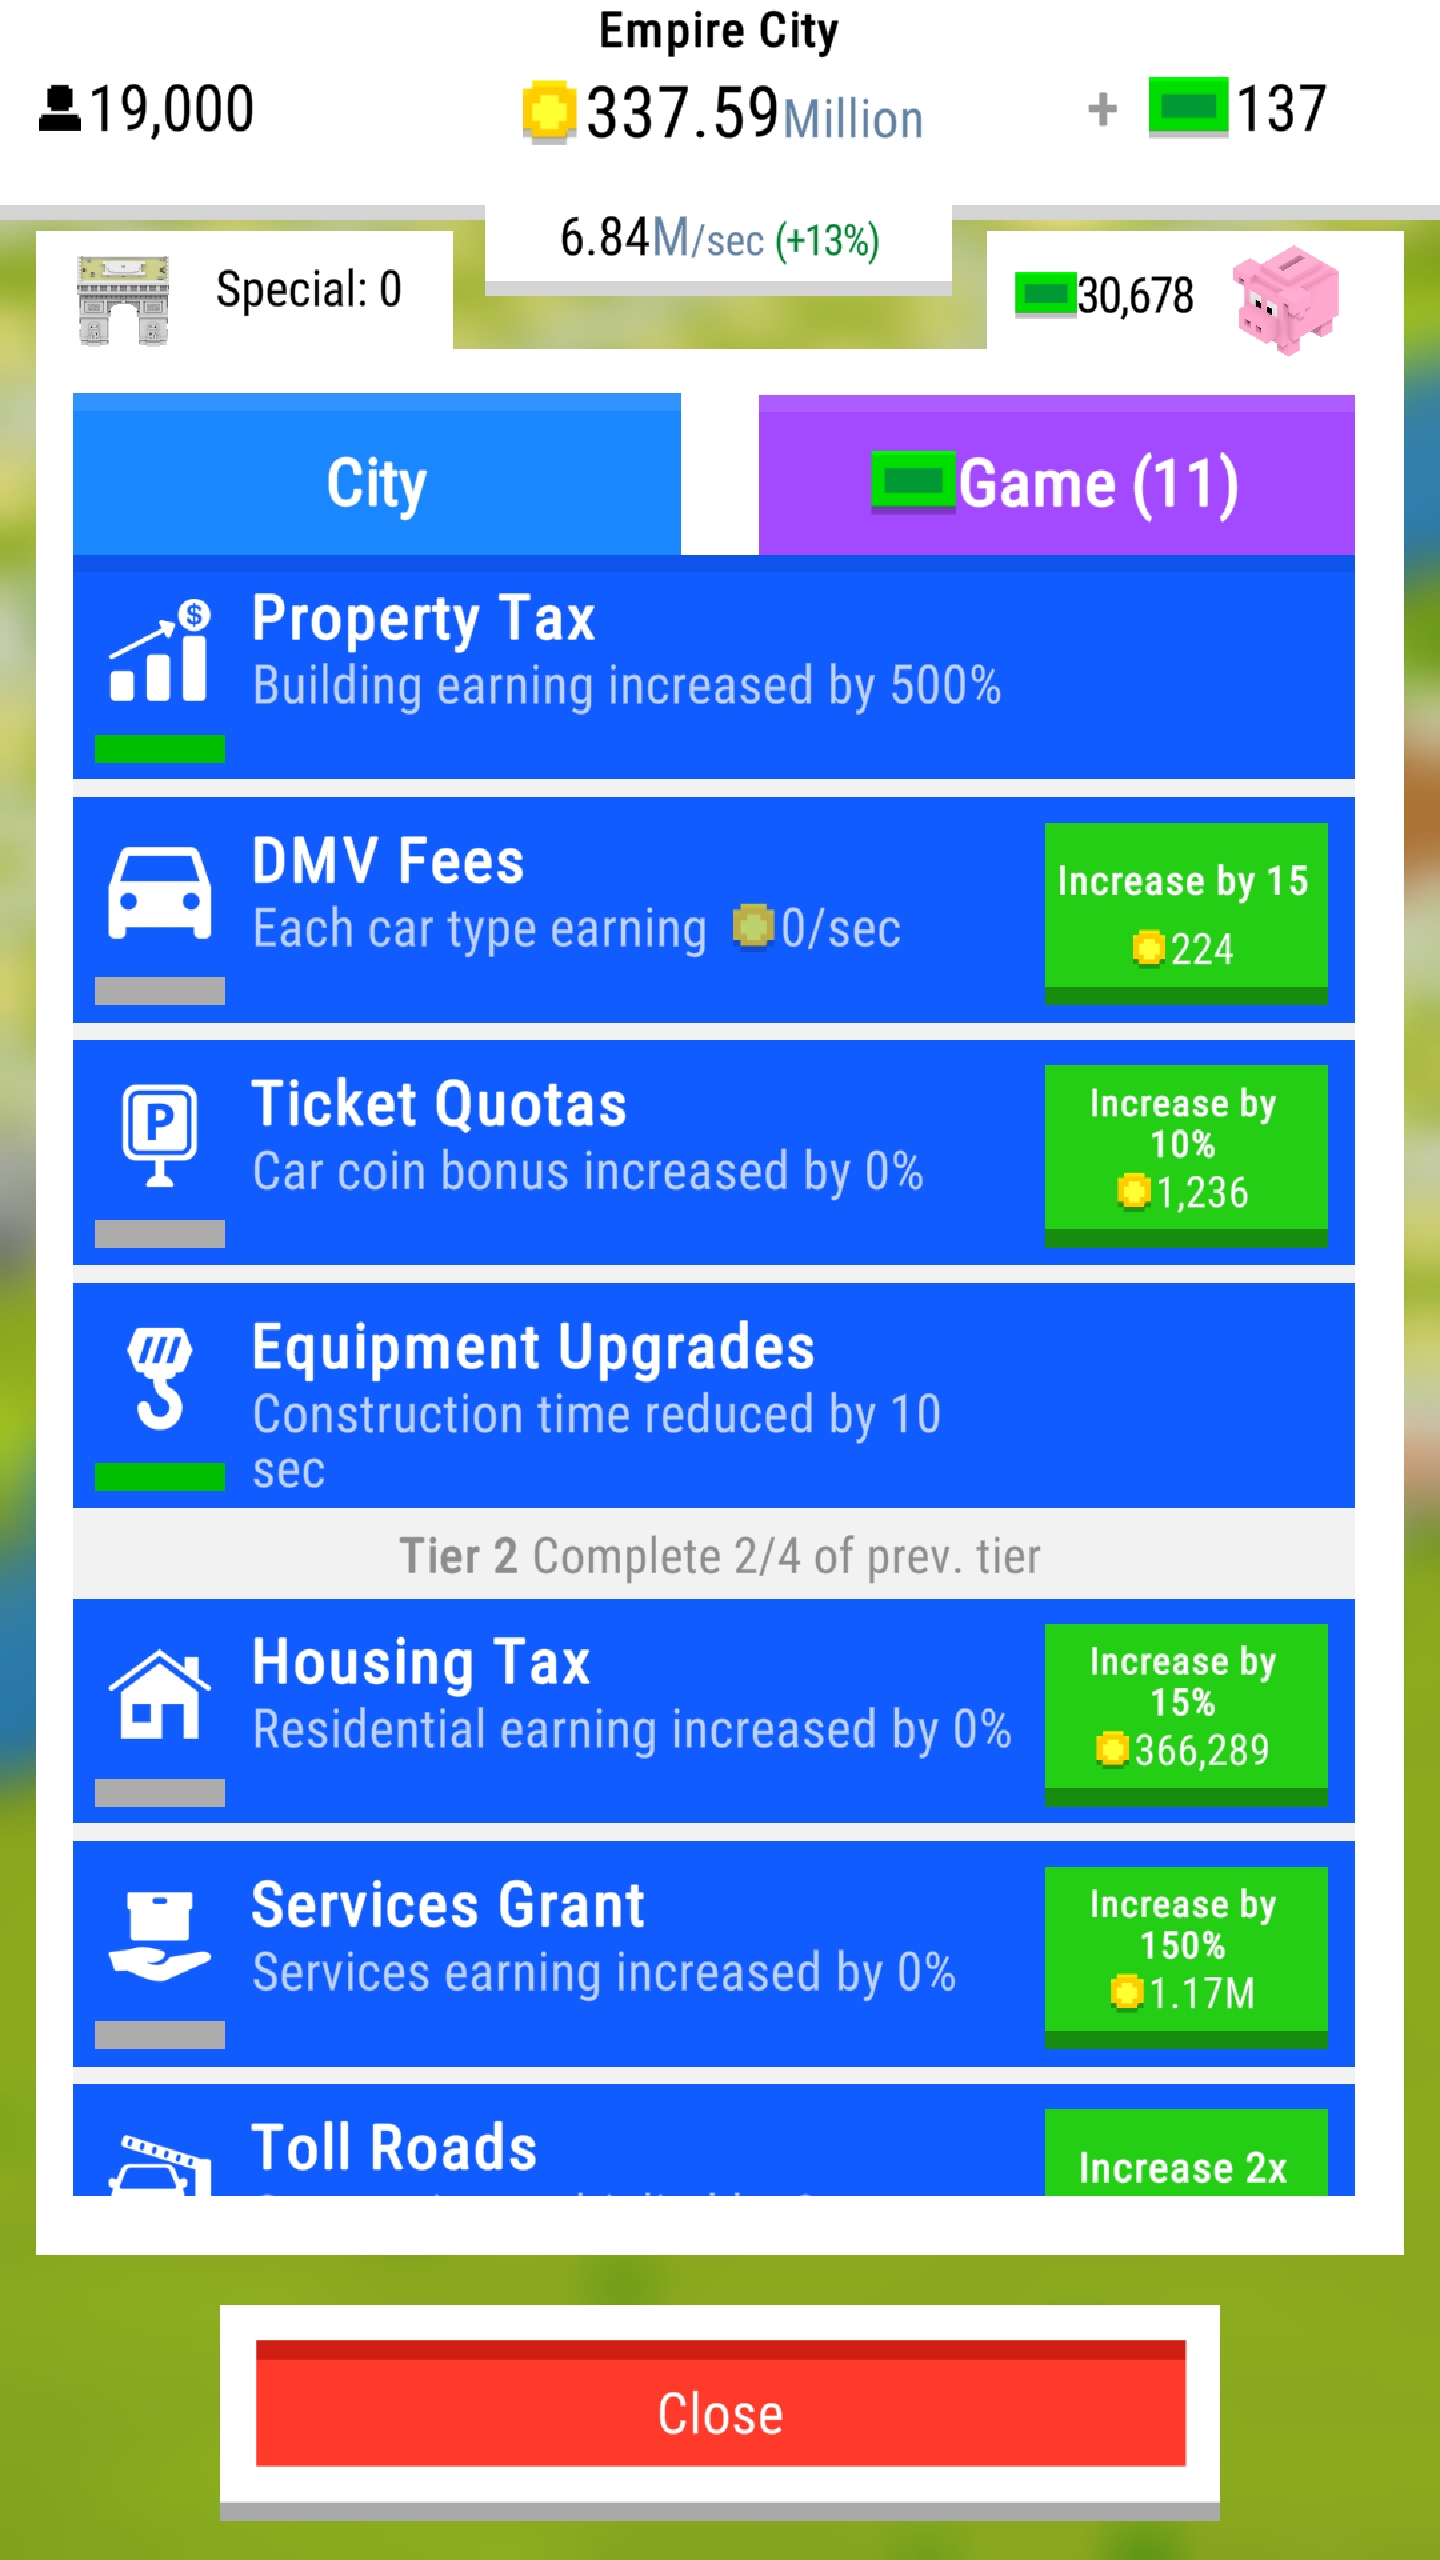 Empire City
19,000
337.59Million
+ 137
6.84M/sec (+13%)
Special: 0
30,678
City
Game (11)
$
Property Tax
Building earning increased by 500%
DMV Fees
Each car type earning 0/sec
Increase by 15
224
P
Ticket Quotas
Car coin bonus increased by 0%
Increase by
10%
1,236
Equipment Upgrades
Construction time reduced by 10
sec
Tier 2 Complete 2/4 of prev. tier
Housing Tax
Residential earning increased by 0%
Increase by
15%
366,289
Services Grant
Services earning increased by 0%
Increase by
150%
1.17M
Toll Roads
Increase 2x
Close